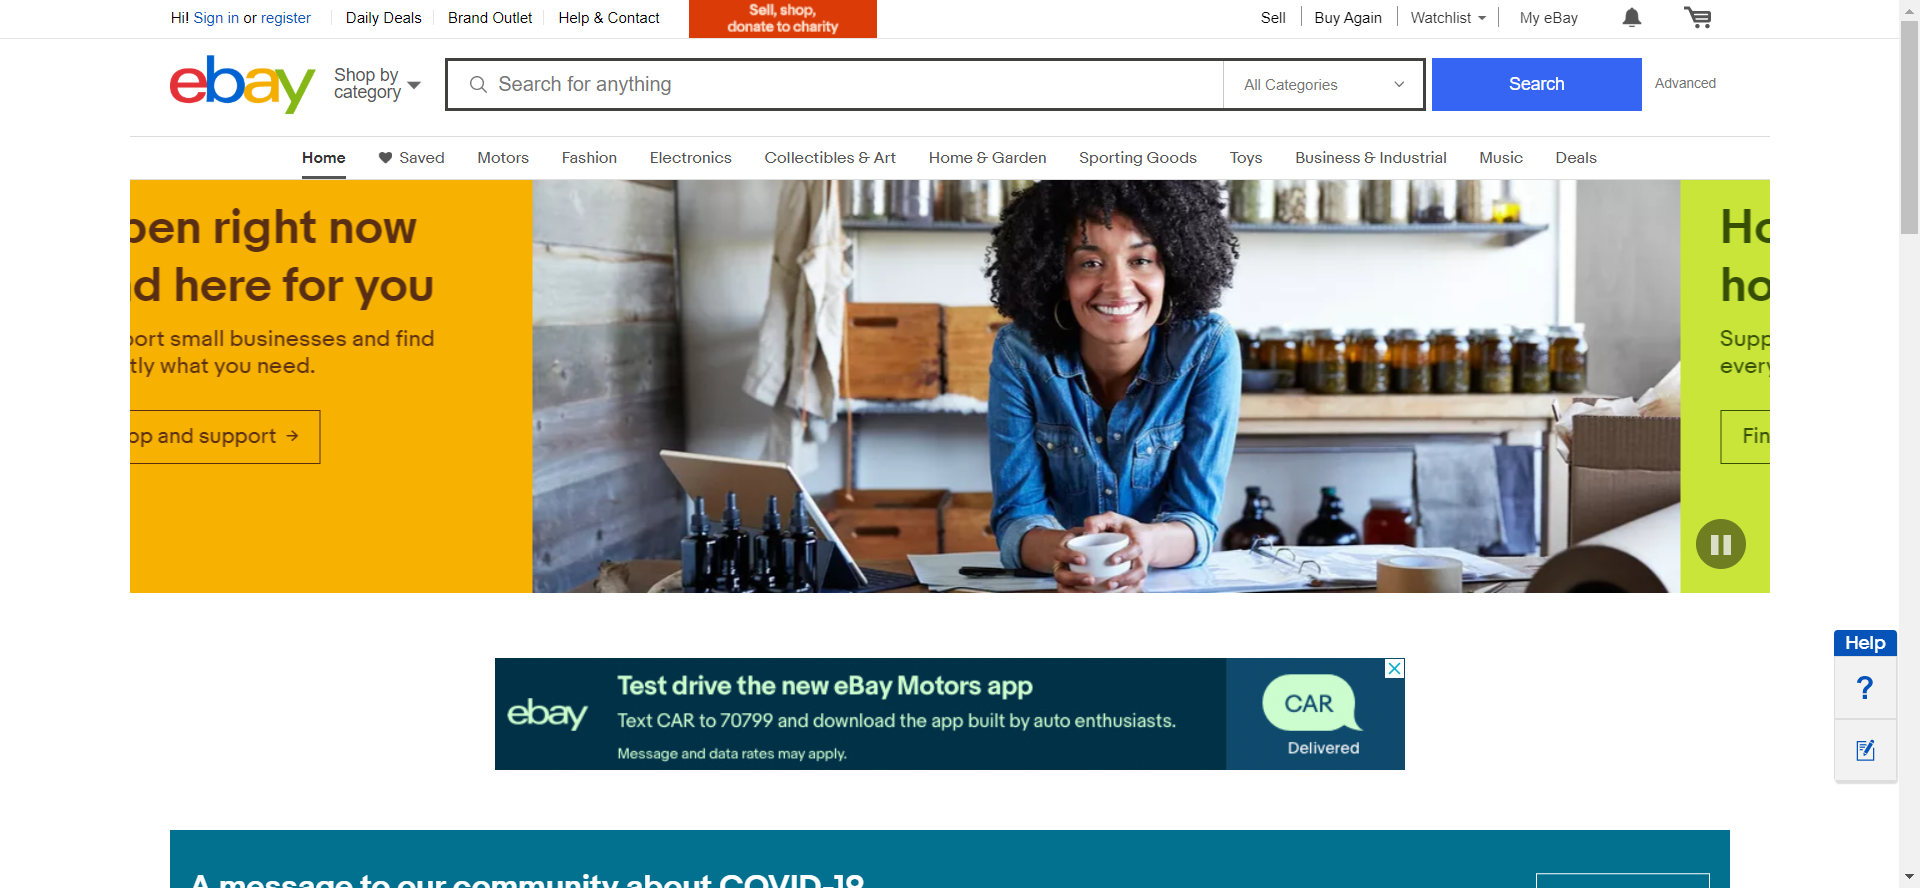 Hi! Sign in or register
Daily Deals
Brand Outlet
Help & Contact
Sell, shop,
donate to charity
Sell
Buy Again
Watchlist
My eBay
ebay
Shop by
category
Search for anything
All Categories
Search
Advanced
Home
Saved
Motors
Fashion
Electronics
Collectibles & Art
Home & Garden
Sporting Goods
Toys
Business & Industrial
Music
Deals
pen right now
d here for you
port small businesses and find
tly what you need.
op and support →
Ho
ho
Supp
every
Fin
Help
?
ebay
Test drive the new eBay Motors app
Text CAR to 70799 and download the app built by auto enthusiasts.
Message and data rates may apply.
CAR
Delivered
A message to our community about COVID-19